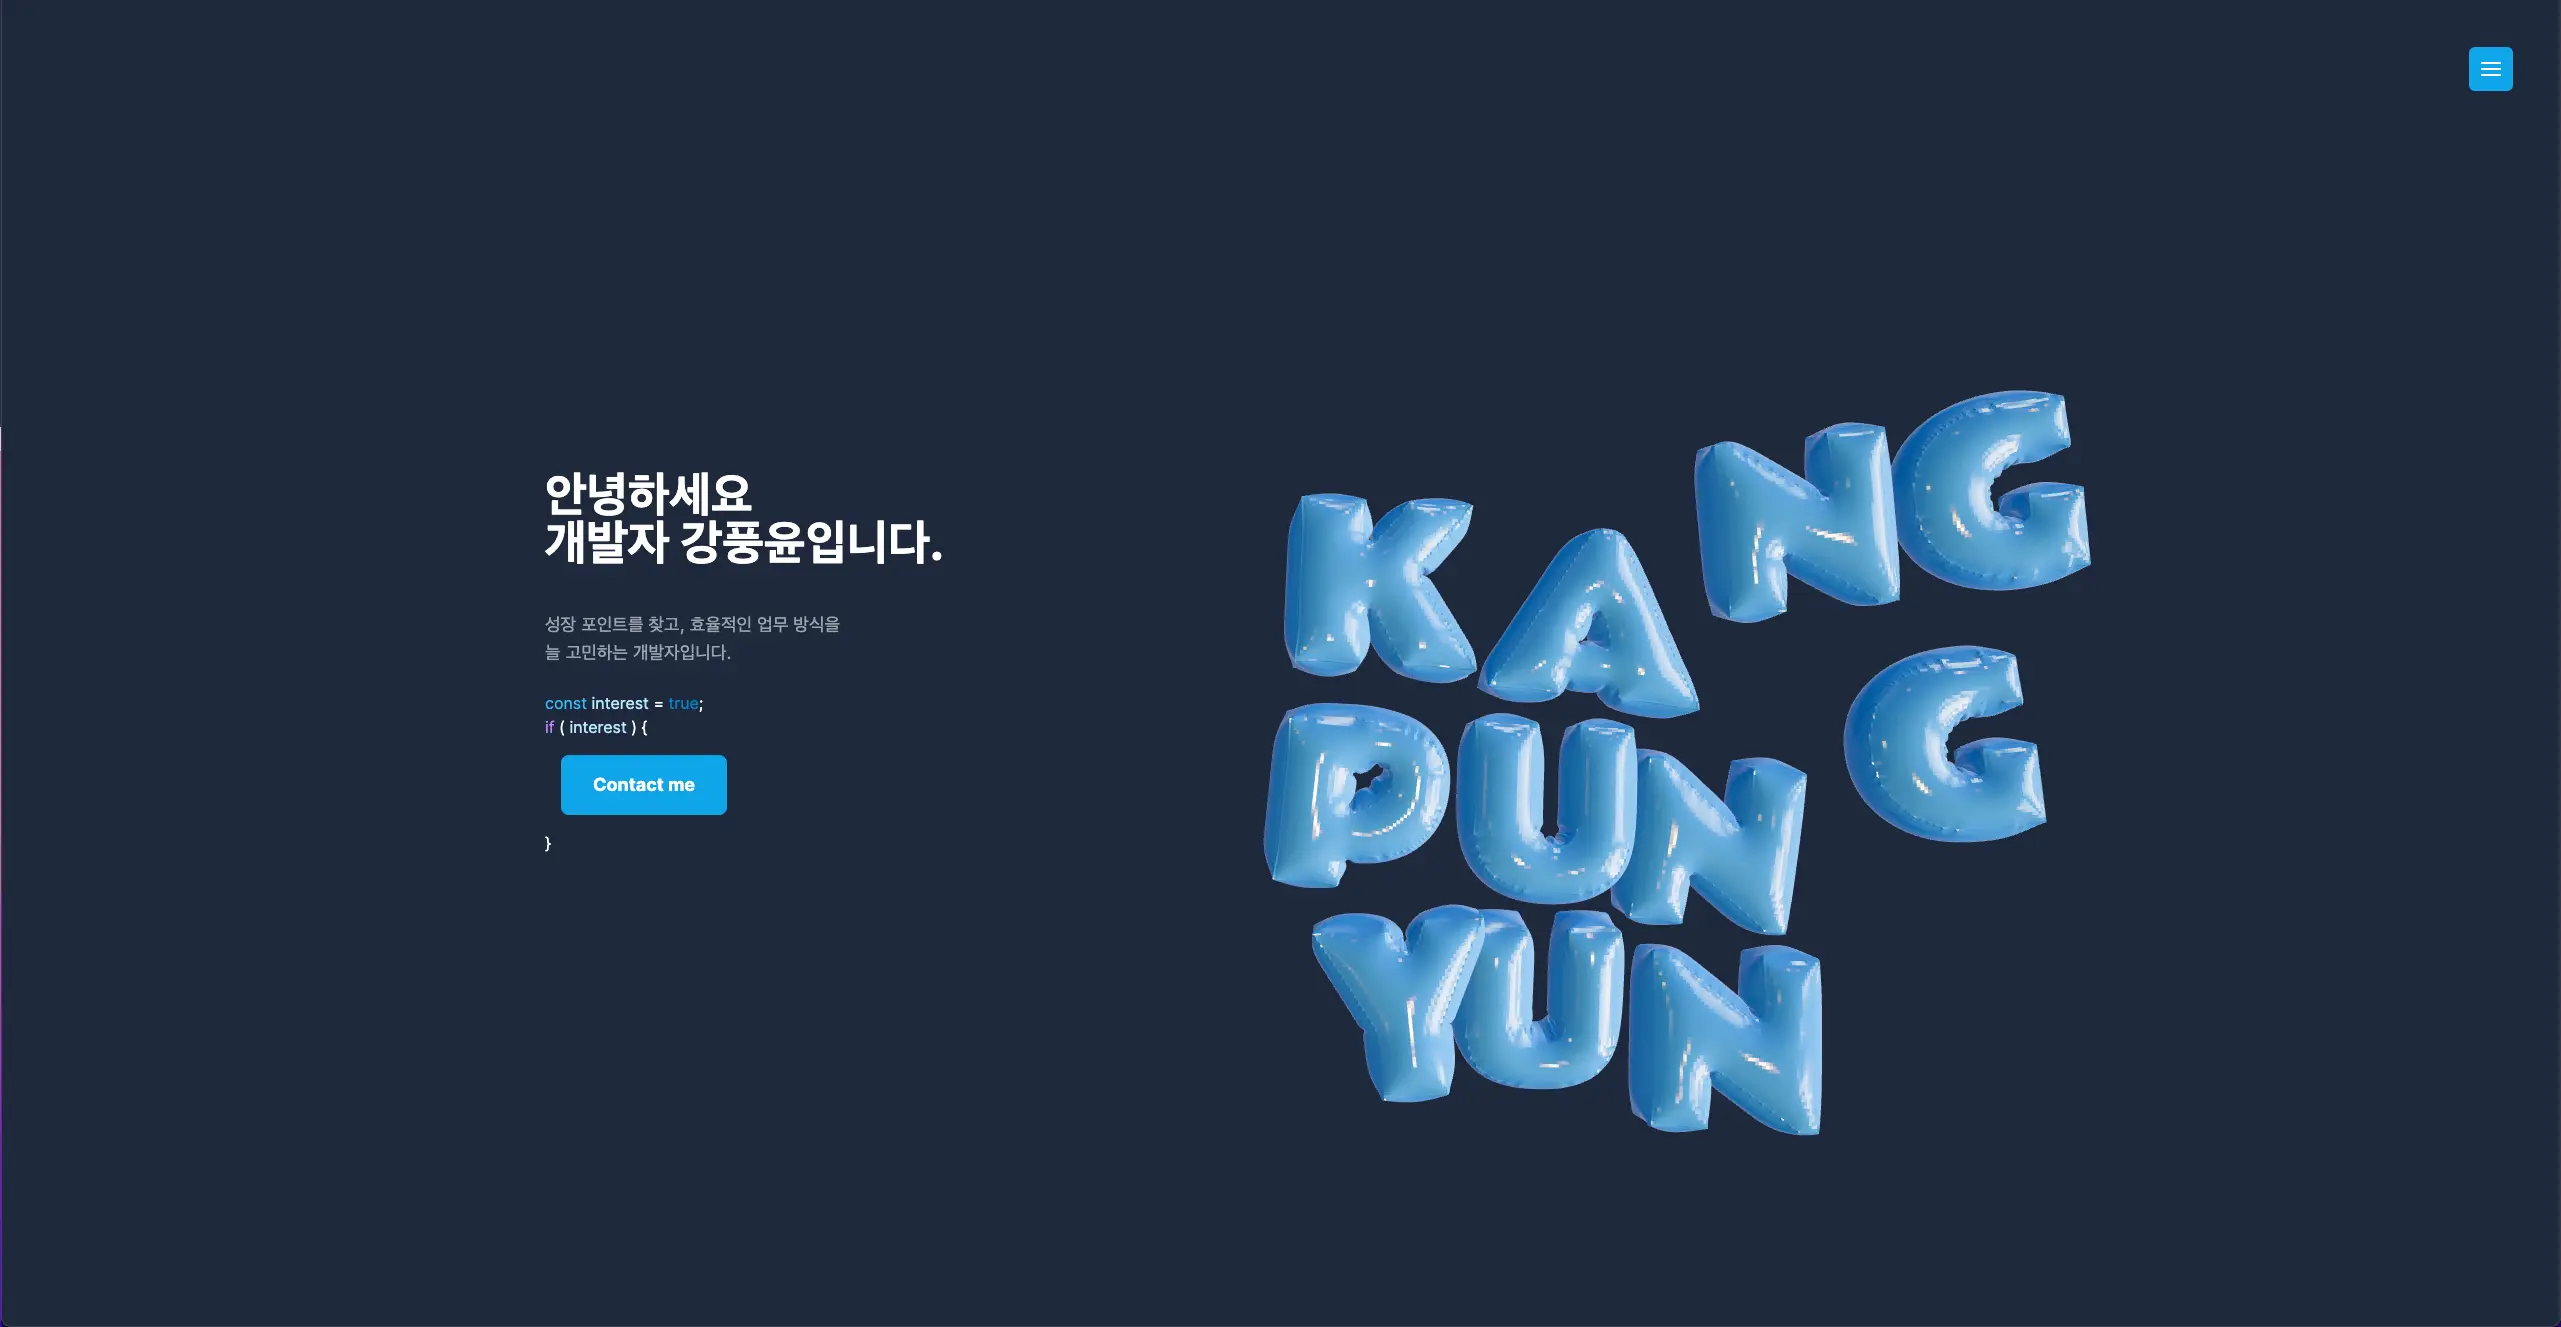 안녕하세요
개발자 강풍윤입니다.
성장 포인트를 찾고, 효율적인 업무 방식을
늘 고민하는 개발자입니다.
const interest = true;
if ( interest ) {
Contact me
}
KANG
PUNG
YUN